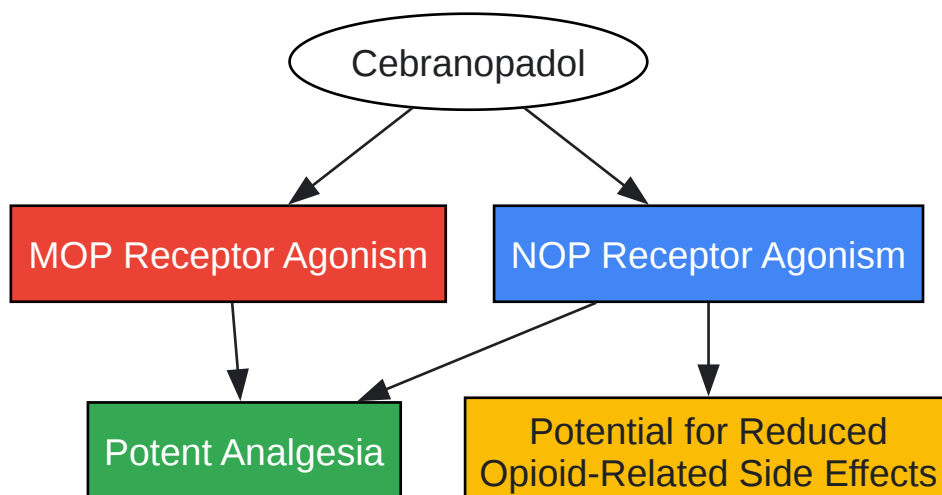 Cebranopadol
MOP Receptor Agonism
NOP Receptor Agonism
Potent Analgesia
Potential for Reduced
Opioid-Related Side Effects